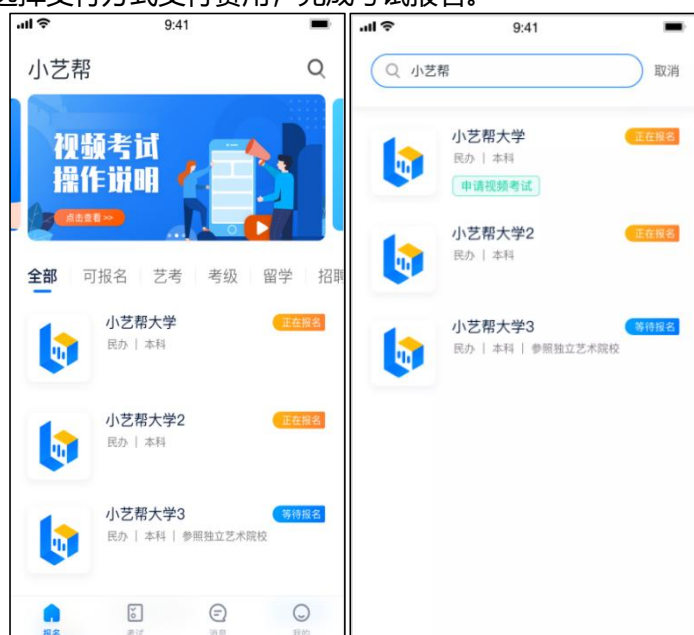 选择支付方式支付费用，完成考试报名。
9:41
小艺帮
视频考试
操作说明
点击查看>>
全部 可报名 艺考 考级 留学 招聘
小艺帮大学 正在报名
民办 | 本科
小艺帮大学2 正在报名
民办 | 本科
小艺帮大学3 等待报名
民办 | 本科 | 参照独立艺术院校
报名 考试 消息 我的
9:41
小艺帮 取消
小艺帮大学 正在报名
民办 | 本科
申请视频考试
小艺帮大学2 正在报名
民办 | 本科
小艺帮大学3 等待报名
民办 | 本科 | 参照独立艺术院校